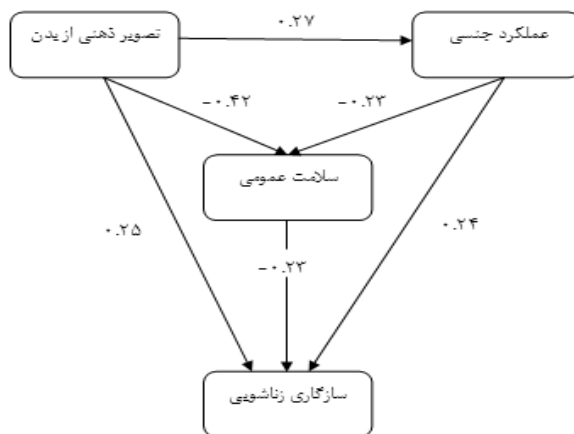 ۰.۲۷
عملکرد جنسی
تصویر ذهنی از بدن
-۰.۲۳
-۰.۴۲
سلامت عمومی
۰.۲۴
۰.۲۵
-۰.۲۳
سازگاری زناشویی